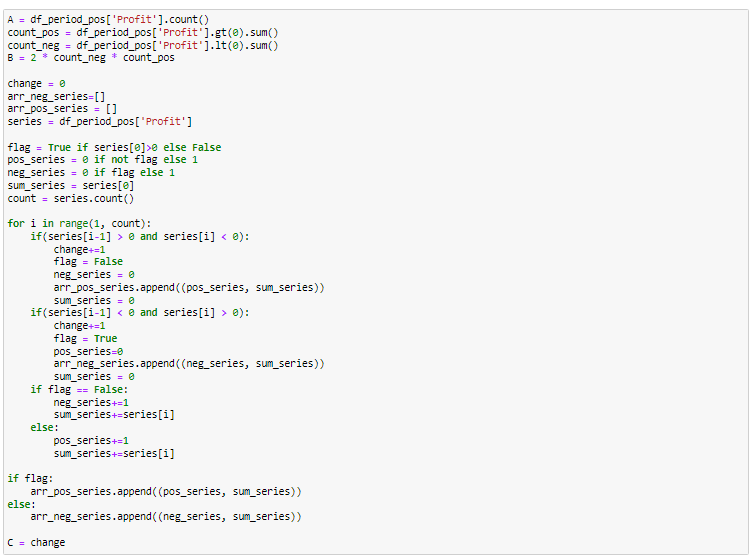 A = df_period_pos['Profit'].count()
count_pos = df_period_pos['Profit'].gt(0).sum()
count_neg = df_period_pos['Profit'].lt(0).sum()
B = 2 * count_neg * count_pos

change = 0
arr_neg_series=[]
arr_pos_series = []
series = df_period_pos['Profit']

flag = True if series[0]>0 else False
pos_series = 0 if not flag else 1
neg_series = 0 if flag else 1
sum_series = series[0]
count = series.count()

for i in range(1, count):
    if(series[i-1] > 0 and series[i] < 0):
        change+=1
        flag = False
        neg_series = 0
        arr_pos_series.append((pos_series, sum_series))
        sum_series = 0
    if(series[i-1] < 0 and series[i] > 0):
        change+=1
        flag = True
        pos_series=0
        arr_neg_series.append((neg_series, sum_series))
        sum_series = 0
    if flag == False:
        neg_series+=1
        sum_series+=series[i]
    else:
        pos_series+=1
        sum_series+=series[i]

if flag:
    arr_pos_series.append((pos_series, sum_series))
else:
    arr_neg_series.append((neg_series, sum_series))

C = change